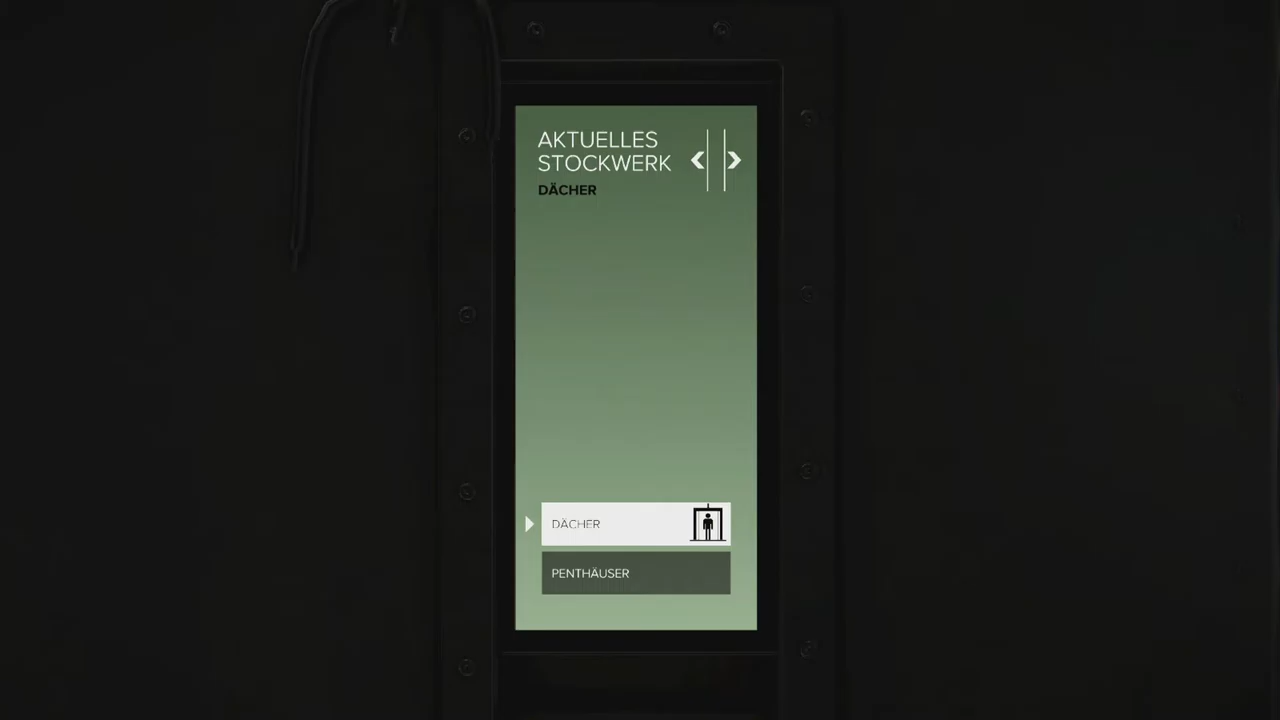 AKTUELLES
STOCKWERK
DÄCHER
DÄCHER
PENTHÄUSER